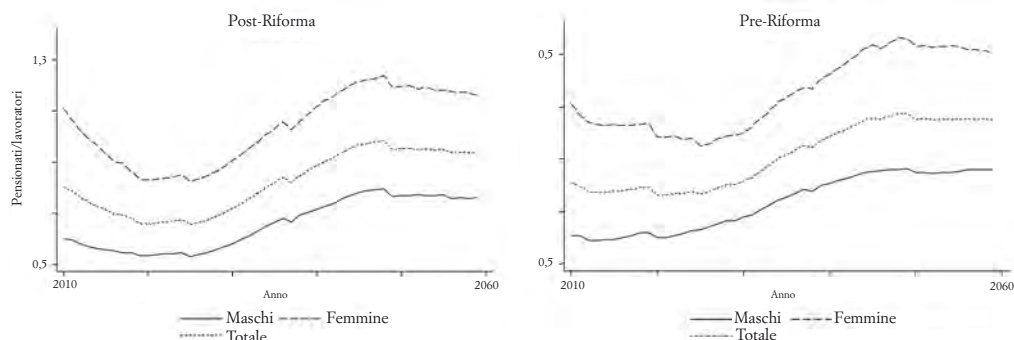 Post-Riforma
Pensionati/lavoratori
1,3
0,5
2010
2060
Anno
Maschi
Femmine
Totale
Pre-Riforma
0,5
0,5
2010
2060
Anno
Maschi
Femmine
Totale